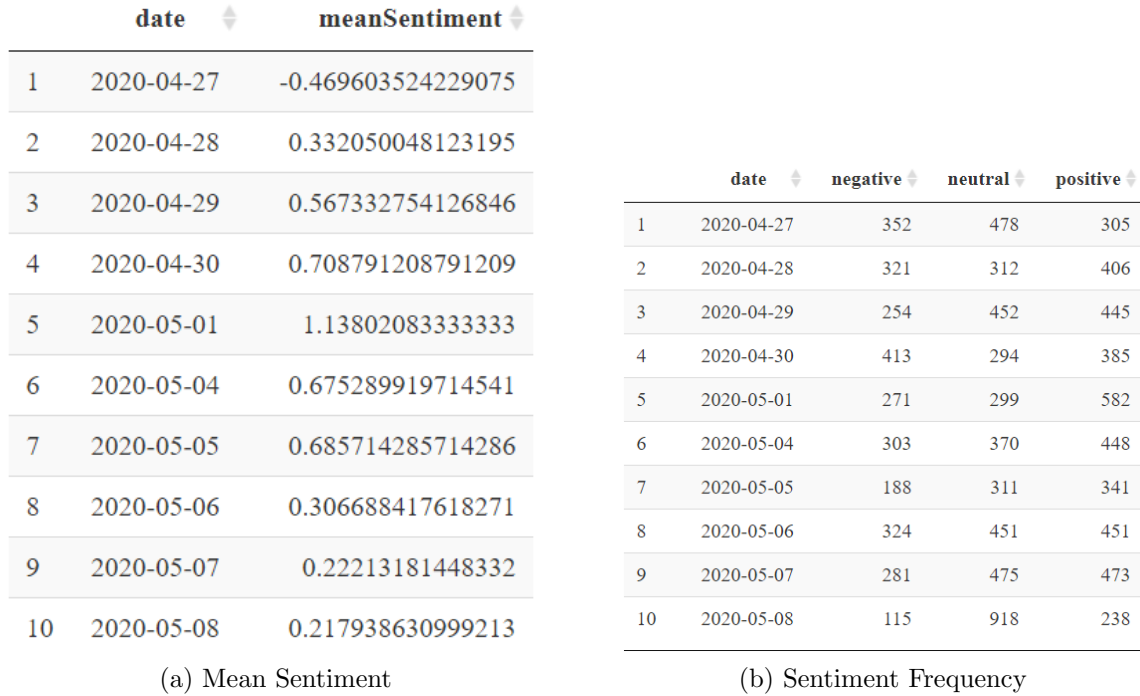 date meanSentiment
1 2020-04-27 -0.469603524229075
2 2020-04-28 0.332050048123195
3 2020-04-29 0.567332754126846
4 2020-04-30 0.708791208791209
5 2020-05-01 1.13802083333333
6 2020-05-04 0.675289919714541
7 2020-05-05 0.685714285714286
8 2020-05-06 0.306688417618271
9 2020-05-07 0.22213181448332
10 2020-05-08 0.217938630999213
(a) Mean Sentiment
date negative neutral positive
1 2020-04-27 352 478 305
2 2020-04-28 321 312 406
3 2020-04-29 254 452 445
4 2020-04-30 413 294 385
5 2020-05-01 271 299 582
6 2020-05-04 303 370 448
7 2020-05-05 188 311 341
8 2020-05-06 324 451 451
9 2020-05-07 281 475 473
10 2020-05-08 115 918 238
(b) Sentiment Frequency